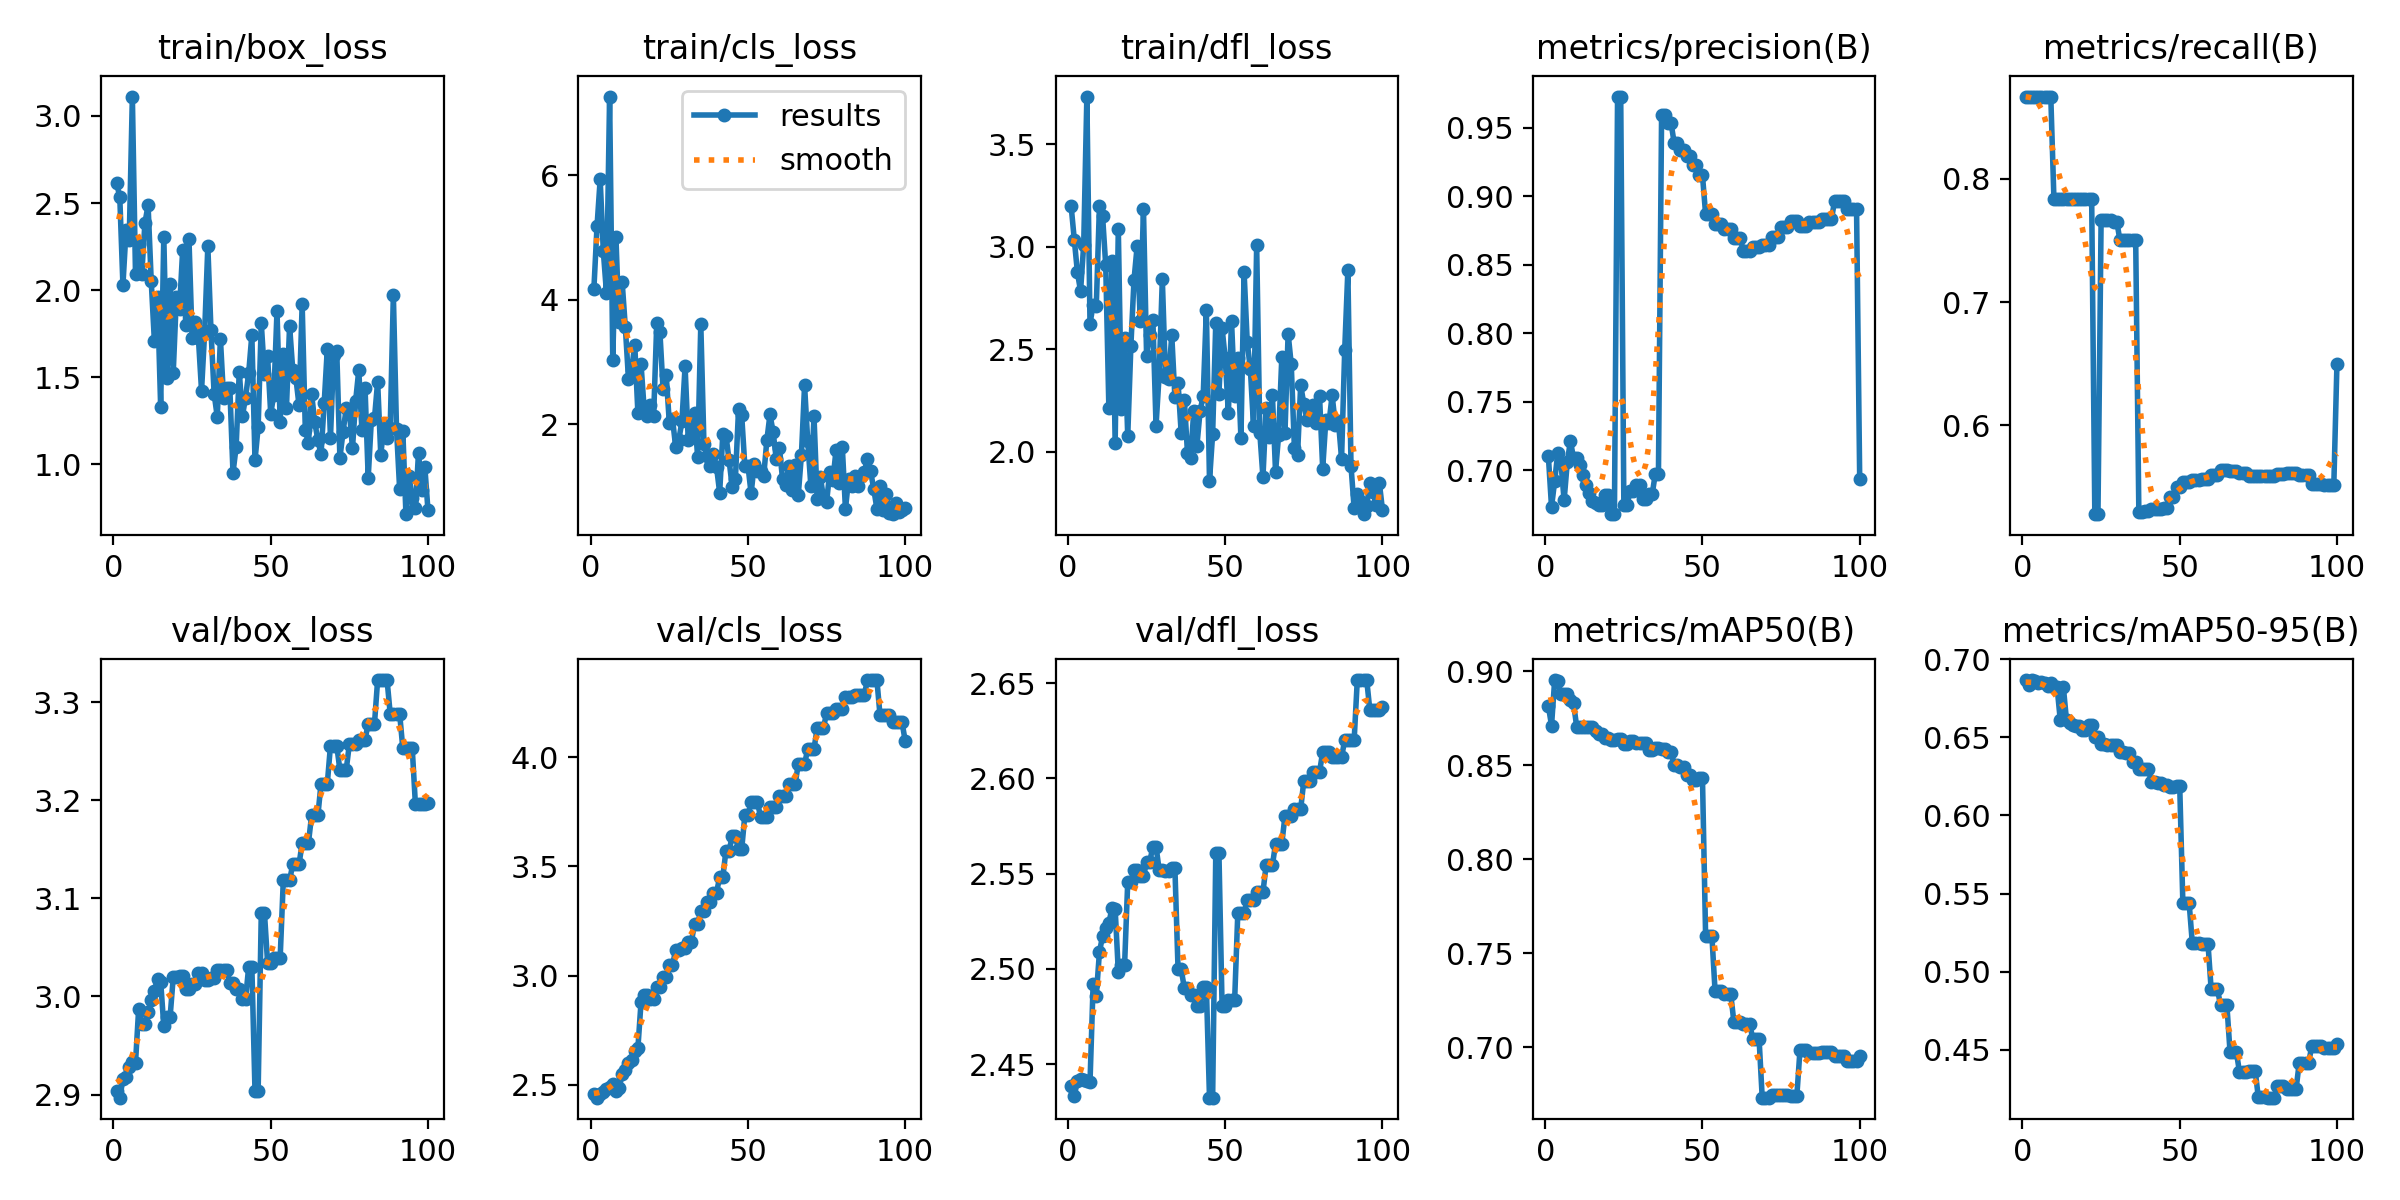 train/box_loss
3.0
2.5
2.0
1.5
1.0
0 50 100
train/cls_loss
results
smooth
6
4
2
0 50 100
train/dfl_loss
3.5
3.0
2.5
2.0
0 50 100
metrics/precision(B)
0.95
0.90
0.85
0.80
0.75
0.70
0 50 100
metrics/recall(B)
0.8
0.7
0.6
0 50 100
val/box_loss
3.3
3.2
3.1
3.0
2.9
0 50 100
val/cls_loss
4.0
3.5
3.0
2.5
0 50 100
val/dfl_loss
2.65
2.60
2.55
2.50
2.45
0 50 100
metrics/mAP50(B)
0.90
0.85
0.80
0.75
0.70
0 50 100
metrics/mAP50-95(B)
0.70
0.65
0.60
0.55
0.50
0.45
0 50 100